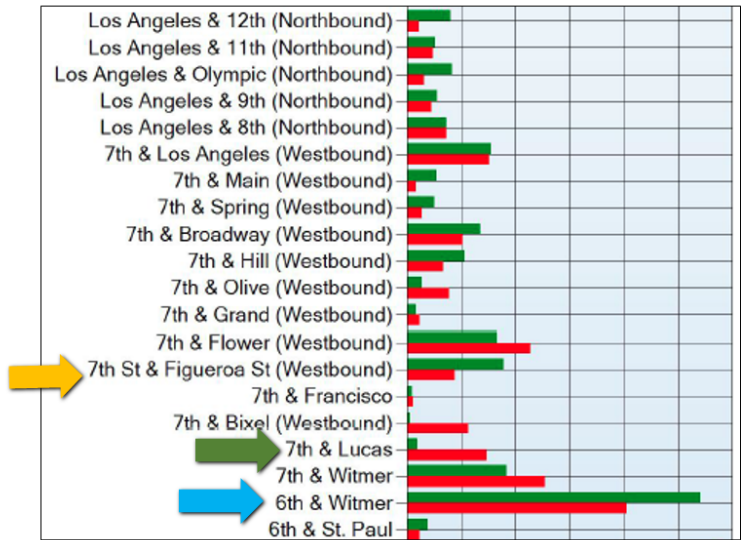 Los Angeles & 12th (Northbound)
Los Angeles & 11th (Northbound)
Los Angeles & Olympic (Northbound)
Los Angeles & 9th (Northbound)
Los Angeles & 8th (Northbound)
7th & Los Angeles (Westbound)
7th & Main (Westbound)
7th & Spring (Westbound)
7th & Broadway (Westbound)
7th & Hill (Westbound)
7th & Olive (Westbound)
7th & Grand (Westbound)
7th & Flower (Westbound)
7th St & Figueroa St (Westbound)
7th & Francisco
7th & Bixel (Westbound)
7th & Lucas
7th & Witmer
6th & Witmer
6th & St. Paul